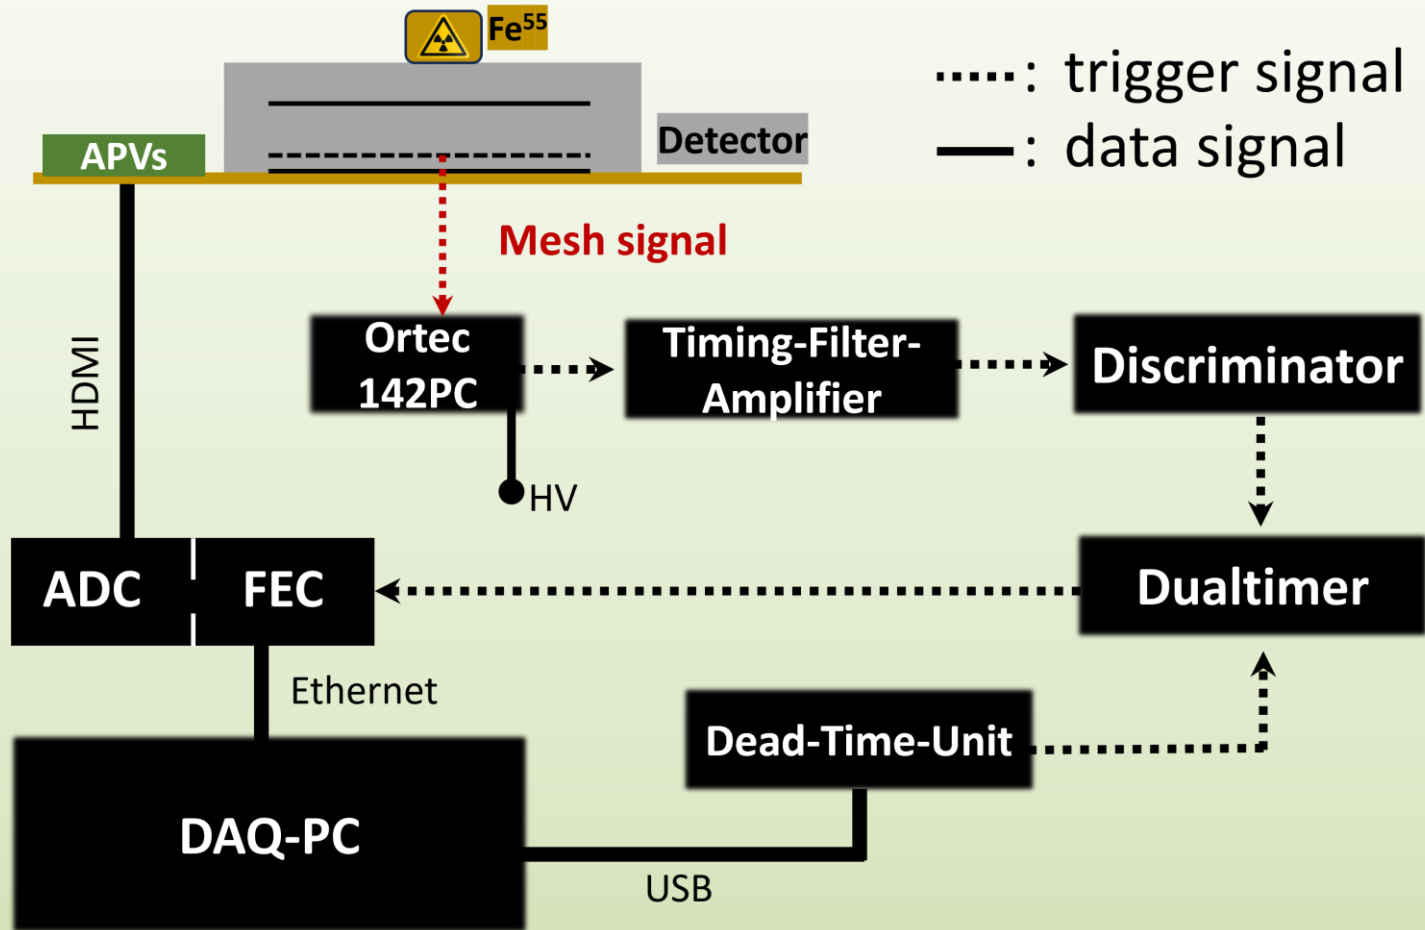 Fe⁵⁵
: trigger signal
APVs
Detector
: data signal
Mesh signal
HDMI
Ortec
142PC
Timing-Filter-
Amplifier
Discriminator
HV
ADC
FEC
Dualtimer
Ethernet
Dead-Time-Unit
DAQ-PC
USB